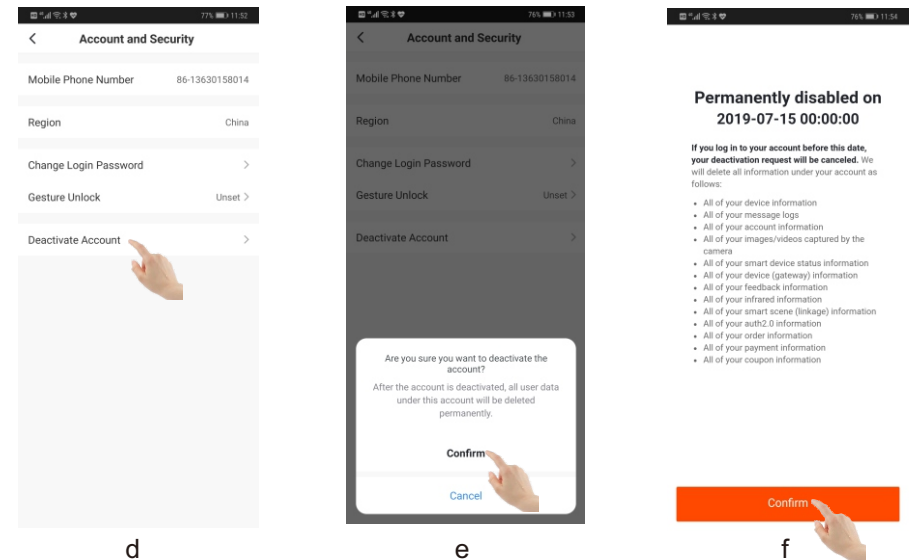 77% 11:52
Account and Security
Mobile Phone Number 86-13630158014
Region China
Change Login Password >
Gesture Unlock Unset >
Deactivate Account >
d
76% 11:53
Account and Security
Mobile Phone Number 86-13630158014
Region China
Change Login Password >
Gesture Unlock Unset >
Deactivate Account >
Are you sure you want to deactivate the
account?
After the account is deactivated, all user data
under this account will be deleted
permanently.
Confirm
Cancel
e
76% 11:54
Permanently disabled on
2019-07-15 00:00:00
If you log in to your account before this date,
your deactivation request will be canceled. We
will delete all information under your account as
follows:
• All of your device information
• All of your message logs
• All of your account information
• All of your images/videos captured by the
camera
• All of your smart device status information
• All of your device (gateway) information
• All of your feedback information
• All of your infrared information
• All of your smart scene (linkage) information
• All of your auth2.0 information
• All of your order information
• All of your payment information
• All of your coupon information
Confirm
f